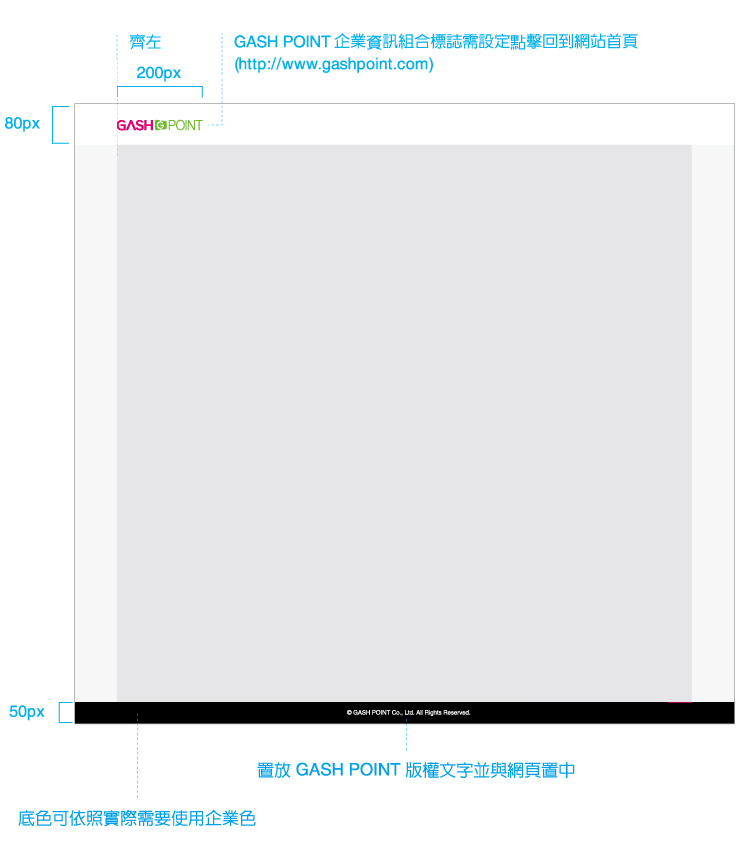 齊左
GASH POINT 企業資訊組合標誌需設定點擊回到網站首頁
(http://www.gashpoint.com)
200px
80px
GASH G POINT
50px
© GASH POINT Co., Ltd. All Rights Reserved.
置放 GASH POINT 版權文字並與網頁置中
底色可依照實際需要使用企業色